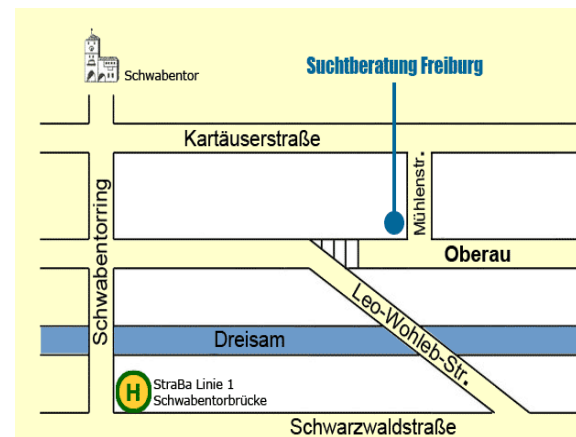 Suchtberatung Freiburg
Schwabentor
Kartäuserstraße
Mühlenstr.
Schwabentorring
Oberau
Leo-Wohleb-Str.
Dreisam
H
StraBa Linie 1
Schwabentorbrücke
Schwarzwaldstraße